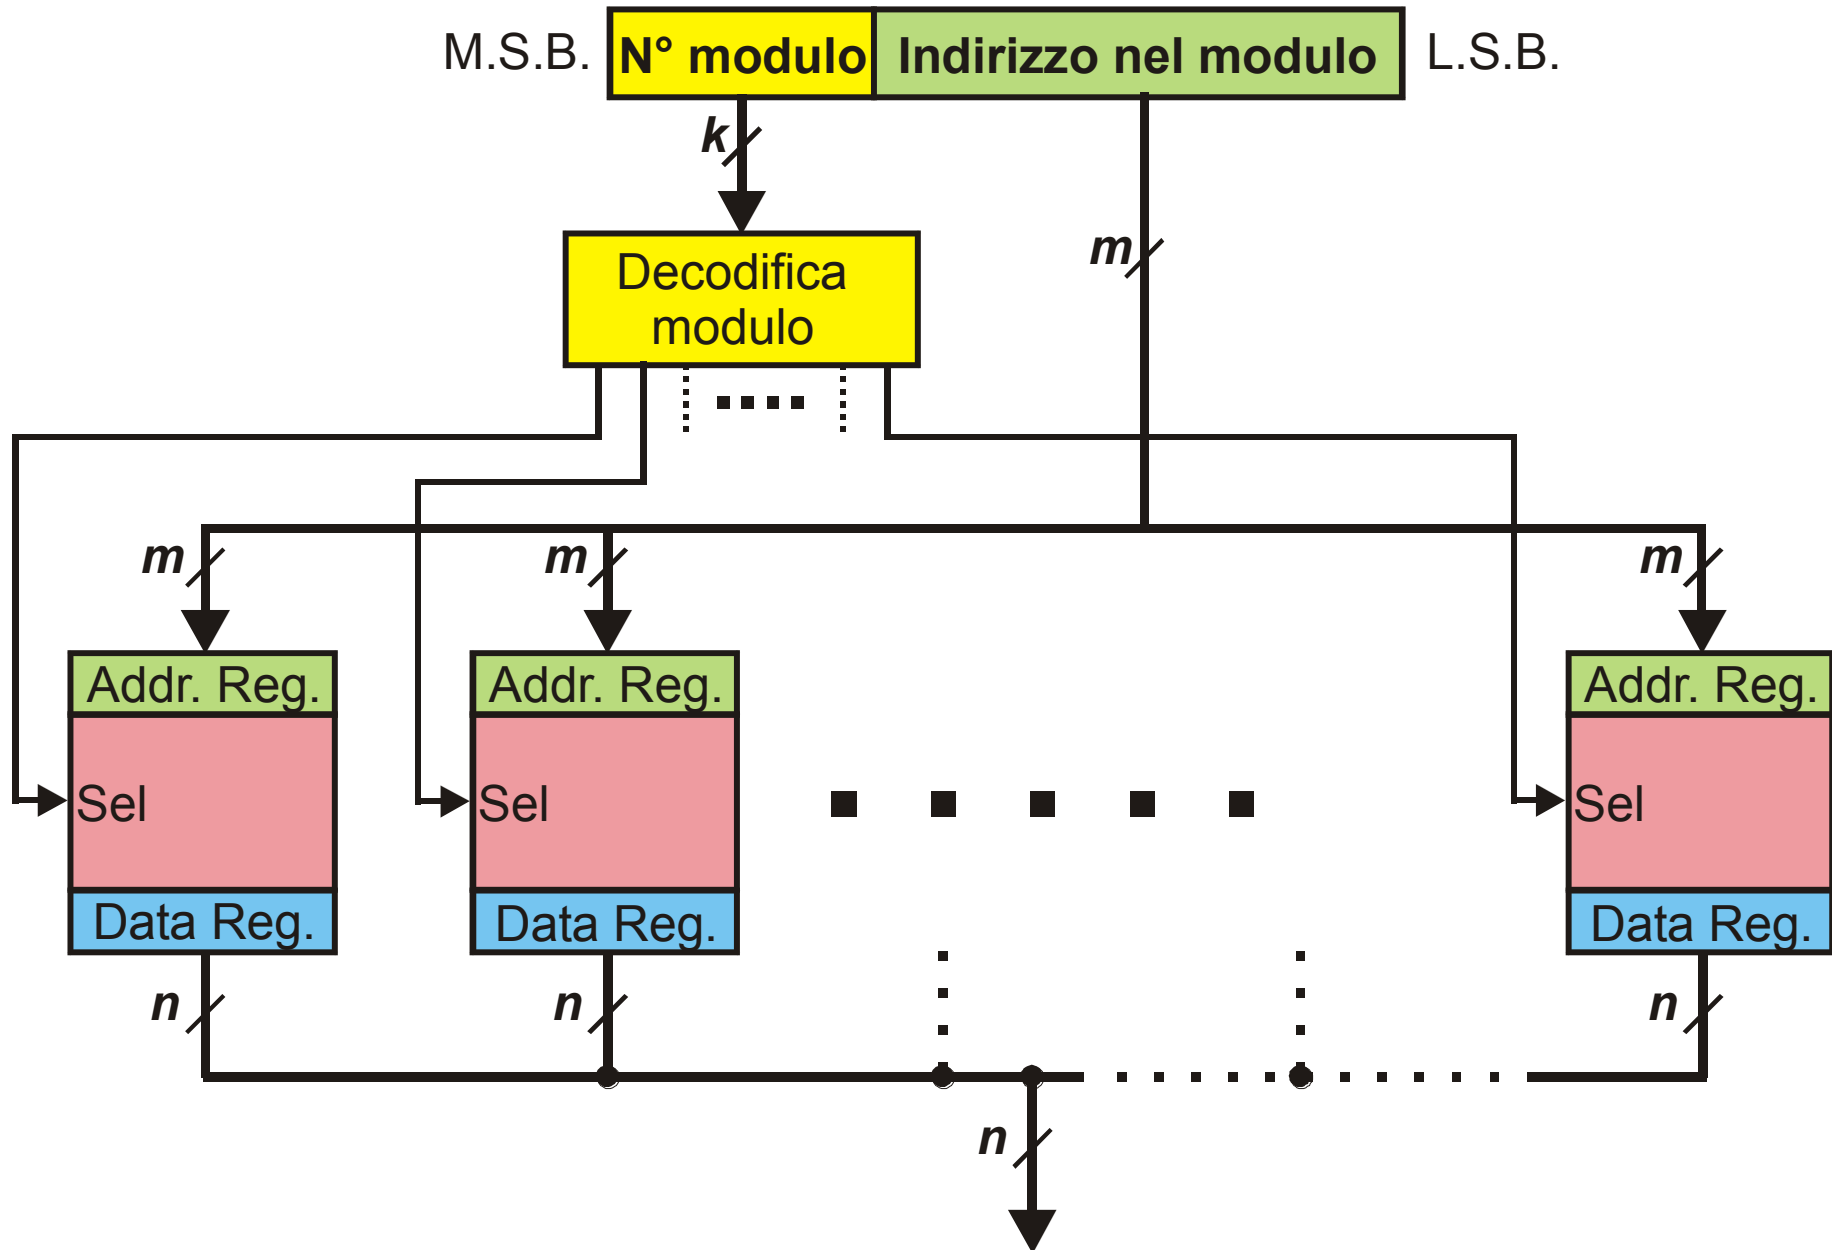 M.S.B. N° modulo Indirizzo nel modulo L.S.B.
k
m
Decodifica
modulo
m m m
Addr. Reg. Addr. Reg. Addr. Reg.
Sel Sel Sel
Data Reg. Data Reg. Data Reg.
n n n
n